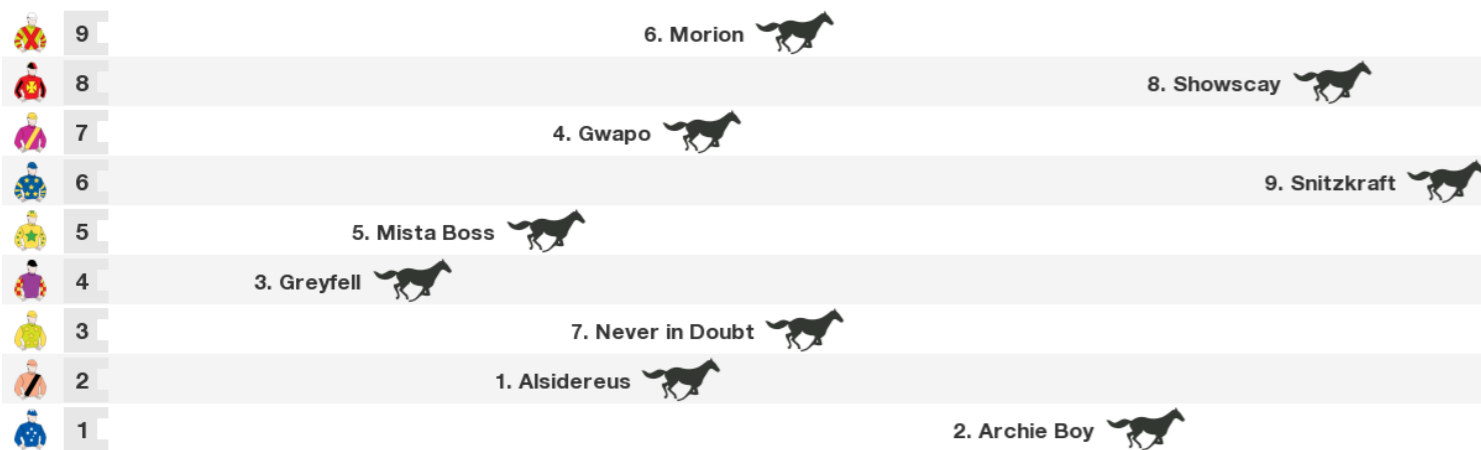 9 6. Morion
8 8. Showscay
7 4. Gwapo
6 9. Snitzkraft
5 5. Mista Boss
4 3. Greyfell
3 7. Never in Doubt
2 1. Alsidereus
1 2. Archie Boy